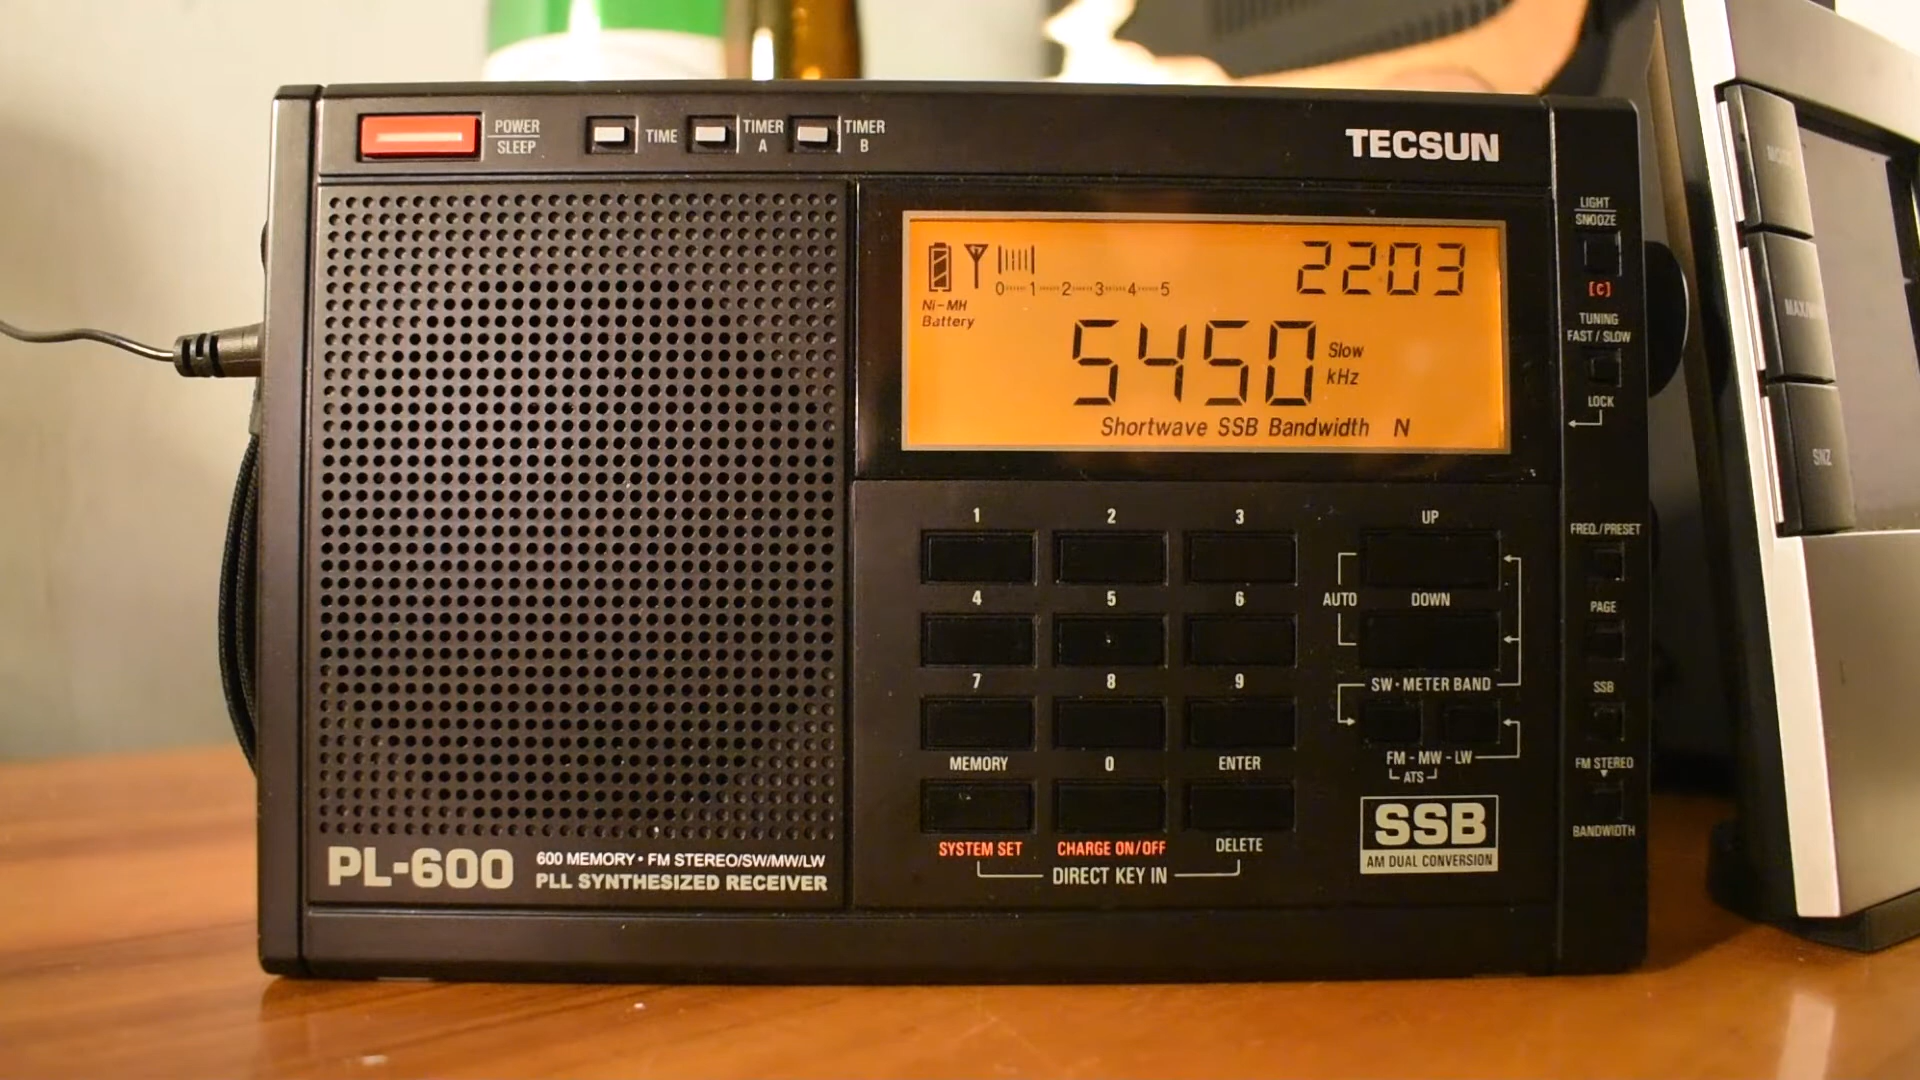 POWER
SLEEP
TIME
TIMER
A
TIMER
B
TECSUN
LIGHT
SNOOZE
[C]
TUNING
FAST / SLOW
LOCK
2203
0 1 2 3 4 5
Ni-MH
Battery
5450
Slow
kHz
Shortwave SSB Bandwidth N
1 2 3
UP
4 5 6
AUTO
DOWN
7 8 9
SW·METER BAND
MEMORY 0 ENTER
FM - MW - LW
ATS
SYSTEM SET
CHARGE ON/OFF
DELETE
DIRECT KEY IN
SSB
AM DUAL CONVERSION
FREQ./PRESET
PAGE
SSB
FM STEREO
BANDWIDTH
PL-600
600 MEMORY • FM STEREO/SW/MW/LW
PLL SYNTHESIZED RECEIVER
SNZ